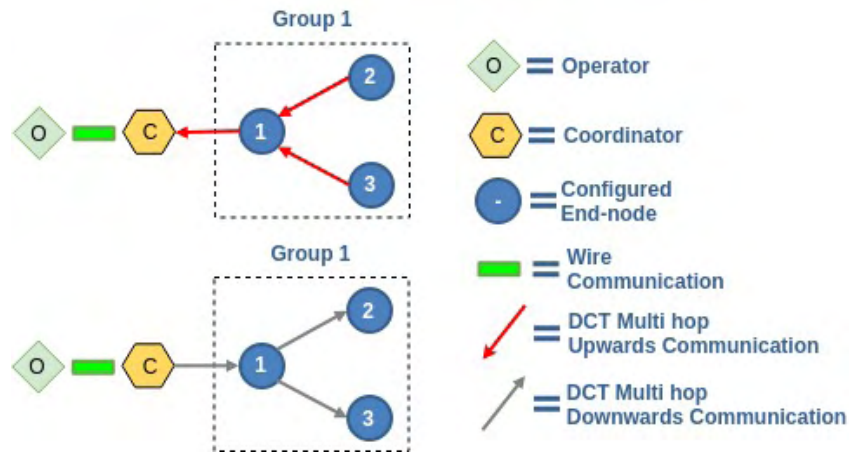 Group 1
2
O
C
1
3
Group 1
2
O
C
1
3
O = Operator
C = Coordinator
- = Configured
End-node
= Wire
Communication
= DCT Multi hop
Upwards Communication
= DCT Multi hop
Downwards Communication